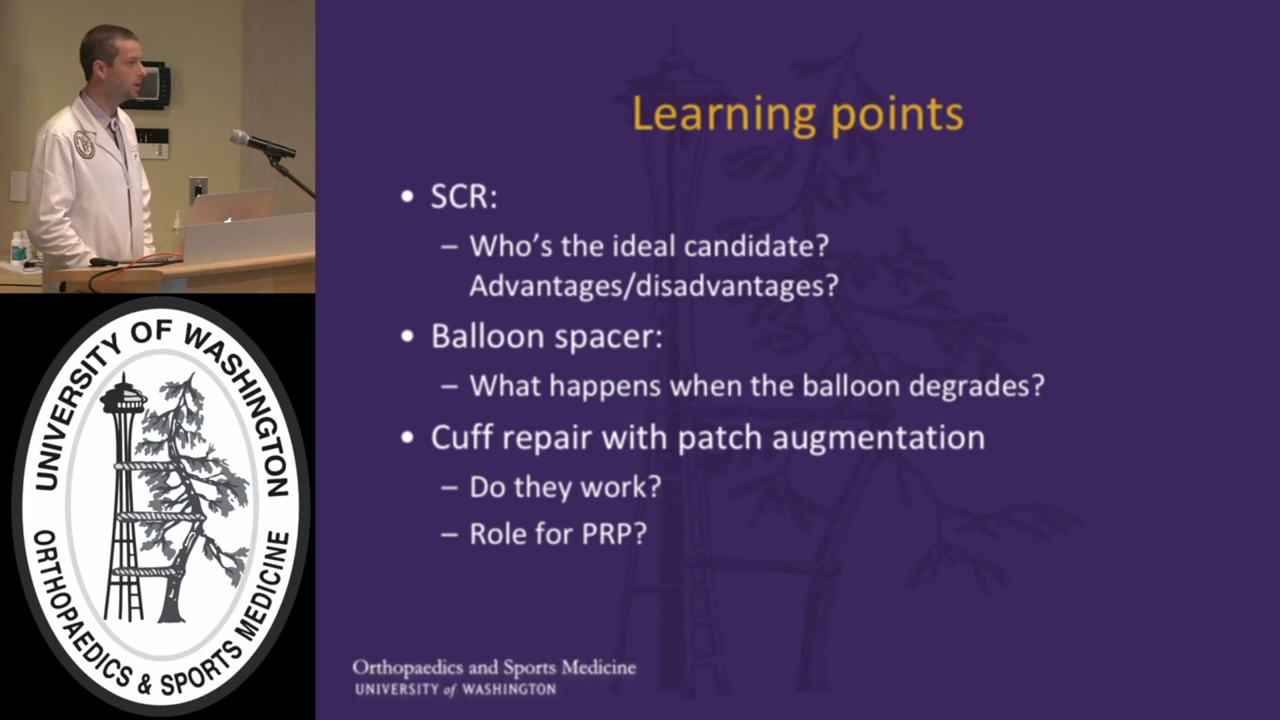 Learning points
• SCR:
– Who's the ideal candidate?
Advantages/disadvantages?
• Balloon spacer:
– What happens when the balloon degrades?
• Cuff repair with patch augmentation
– Do they work?
– Role for PRP?
Orthopaedics and Sports Medicine
UNIVERSITY of WASHINGTON
UNIVERSITY OF WASHINGTON
ORTHOPAEDICS & SPORTS MEDICINE